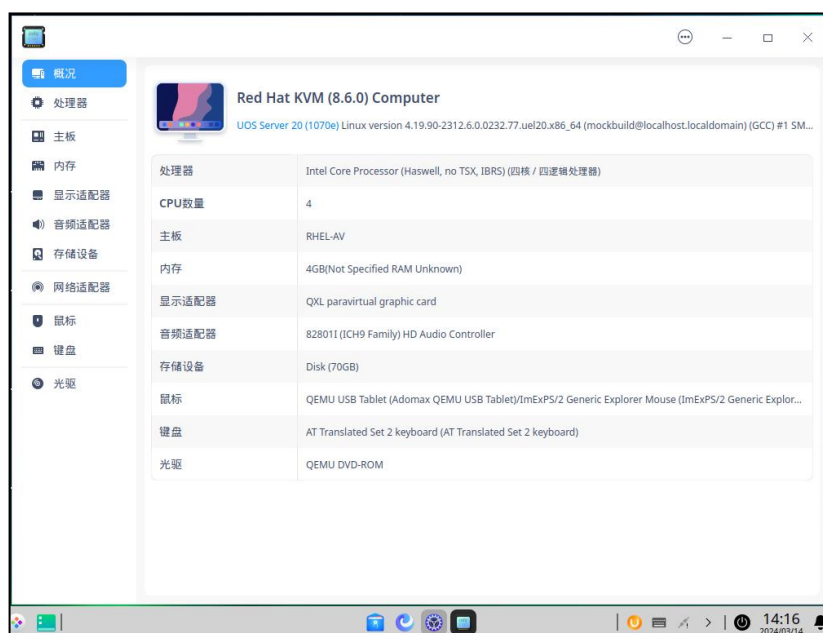 概况
处理器
主板
内存
显示适配器
音频适配器
存储设备
网络适配器
鼠标
键盘
光驱
Red Hat KVM (8.6.0) Computer
UOS Server 20 (1070e) Linux version 4.19.90-2312.6.0.0232.77.uel20.x86_64 (mockbuild@localhost.localdomain) (GCC) #1 SM...
处理器 Intel Core Processor (Haswell, no TSX, IBRS) (四核 / 四逻辑处理器)
CPU数量 4
主板 RHEL-AV
内存 4GB(Not Specified RAM Unknown)
显示适配器 QXL paravirtual graphic card
音频适配器 82801I (ICH9 Family) HD Audio Controller
存储设备 Disk (70GB)
鼠标 QEMU USB Tablet (Adomax QEMU USB Tablet)/ImExPS/2 Generic Explorer Mouse (ImExPS/2 Generic Explor...
键盘 AT Translated Set 2 keyboard (AT Translated Set 2 keyboard)
光驱 QEMU DVD-ROM
14:16
2024/03/14